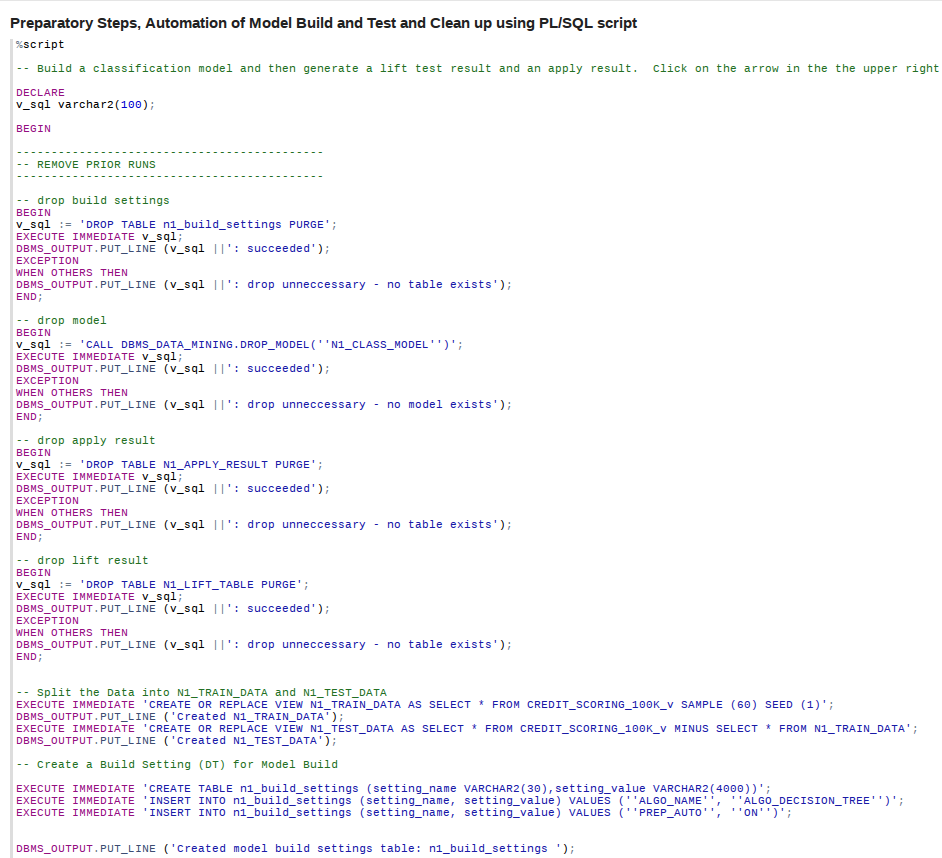 Preparatory Steps, Automation of Model Build and Test and Clean up using PL/SQL script
%script
-- Build a classification model and then generate a lift test result and an apply result.  Click on the arrow in the the upper right
DECLARE
v_sql varchar2(100);
BEGIN
--------------------------------------------
-- REMOVE PRIOR RUNS
--------------------------------------------
-- drop build settings
BEGIN
v_sql := 'DROP TABLE n1_build_settings PURGE';
EXECUTE IMMEDIATE v_sql;
DBMS_OUTPUT.PUT_LINE (v_sql ||': succeeded');
EXCEPTION
WHEN OTHERS THEN
DBMS_OUTPUT.PUT_LINE (v_sql ||': drop unneccessary - no table exists');
END;
-- drop model
BEGIN
v_sql := 'CALL DBMS_DATA_MINING.DROP_MODEL(''N1_CLASS_MODEL'')';
EXECUTE IMMEDIATE v_sql;
DBMS_OUTPUT.PUT_LINE (v_sql ||': succeeded');
EXCEPTION
WHEN OTHERS THEN
DBMS_OUTPUT.PUT_LINE (v_sql ||': drop unneccessary - no model exists');
END;
-- drop apply result
BEGIN
v_sql := 'DROP TABLE N1_APPLY_RESULT PURGE';
EXECUTE IMMEDIATE v_sql;
DBMS_OUTPUT.PUT_LINE (v_sql ||': succeeded');
EXCEPTION
WHEN OTHERS THEN
DBMS_OUTPUT.PUT_LINE (v_sql ||': drop unneccessary - no table exists');
END;
-- drop lift result
BEGIN
v_sql := 'DROP TABLE N1_LIFT_TABLE PURGE';
EXECUTE IMMEDIATE v_sql;
DBMS_OUTPUT.PUT_LINE (v_sql ||': succeeded');
EXCEPTION
WHEN OTHERS THEN
DBMS_OUTPUT.PUT_LINE (v_sql ||': drop unneccessary - no table exists');
END;
-- Split the Data into N1_TRAIN_DATA and N1_TEST_DATA
EXECUTE IMMEDIATE 'CREATE OR REPLACE VIEW N1_TRAIN_DATA AS SELECT * FROM CREDIT_SCORING_100K_v SAMPLE (60) SEED (1)';
DBMS_OUTPUT.PUT_LINE ('Created N1_TRAIN_DATA');
EXECUTE IMMEDIATE 'CREATE OR REPLACE VIEW N1_TEST_DATA AS SELECT * FROM CREDIT_SCORING_100K_v MINUS SELECT * FROM N1_TRAIN_DATA';
DBMS_OUTPUT.PUT_LINE ('Created N1_TEST_DATA');
-- Create a Build Setting (DT) for Model Build
EXECUTE IMMEDIATE 'CREATE TABLE n1_build_settings (setting_name VARCHAR2(30),setting_value VARCHAR2(4000))';
EXECUTE IMMEDIATE 'INSERT INTO n1_build_settings (setting_name, setting_value) VALUES (''ALGO_NAME'', ''ALGO_DECISION_TREE'')';
EXECUTE IMMEDIATE 'INSERT INTO n1_build_settings (setting_name, setting_value) VALUES (''PREP_AUTO'', ''ON'')';
DBMS_OUTPUT.PUT_LINE ('Created model build settings table: n1_build_settings ');